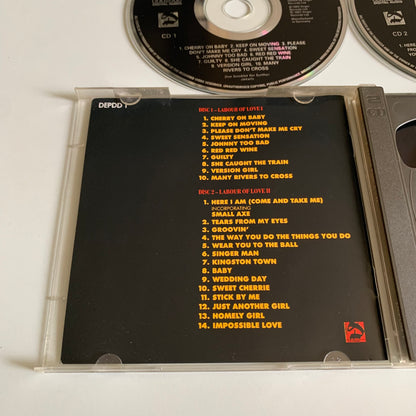 CD 1
CD 2
1. CHERRY OH BABY 2. KEEP ON MOVING 3. PLEASE
DON'T MAKE ME CRY 4. SWEET SENSATION
5. JOHNNY TOO BAD 6. RED RED WINE
7. GUILTY 8. SHE CAUGHT THE TRAIN
9. VERSION GIRL 10. MANY
RIVERS TO CROSS
DEPDD 1
DISC 1 – LABOUR OF LOVE I
1. CHERRY OH BABY
2. KEEP ON MOVING
3. PLEASE DON'T MAKE ME CRY
4. SWEET SENSATION
5. JOHNNY TOO BAD
6. RED RED WINE
7. GUILTY
8. SHE CAUGHT THE TRAIN
9. VERSION GIRL
10. MANY RIVERS TO CROSS
DISC 2 – LABOUR OF LOVE II
1. HERE I AM (COME AND TAKE ME)
INCORPORATING
SMALL AXE
2. TEARS FROM MY EYES
3. GROOVIN'
4. THE WAY YOU DO THE THINGS YOU DO
5. WEAR YOU TO THE BALL
6. SINGER MAN
7. KINGSTON TOWN
8. BABY
9. WEDDING DAY
10. SWEET CHERRIE
11. STICK BY ME
12. JUST ANOTHER GIRL
13. HOMELY GIRL
14. IMPOSSIBLE LOVE